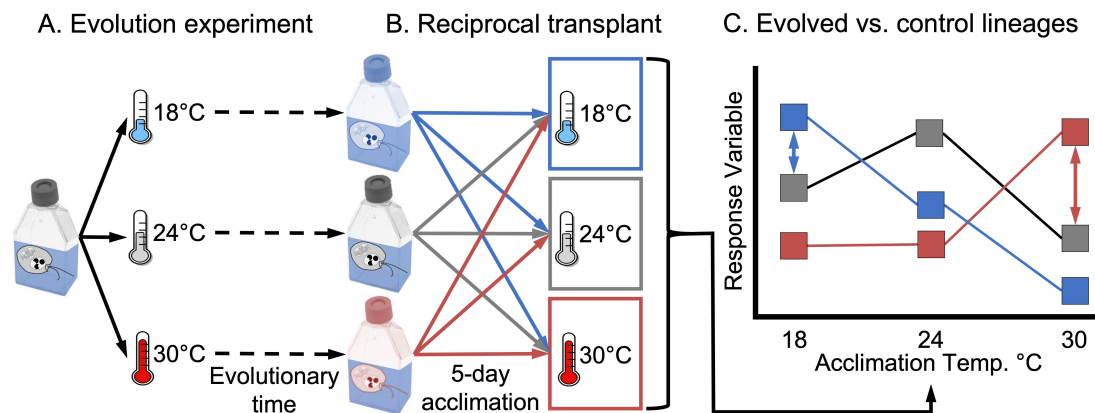 A. Evolution experiment
B. Reciprocal transplant
C. Evolved vs. control lineages
18°C
24°C
30°C
Evolutionary
time
18°C
24°C
30°C
5-day
acclimation
Response Variable
18
24
30
Acclimation Temp. °C